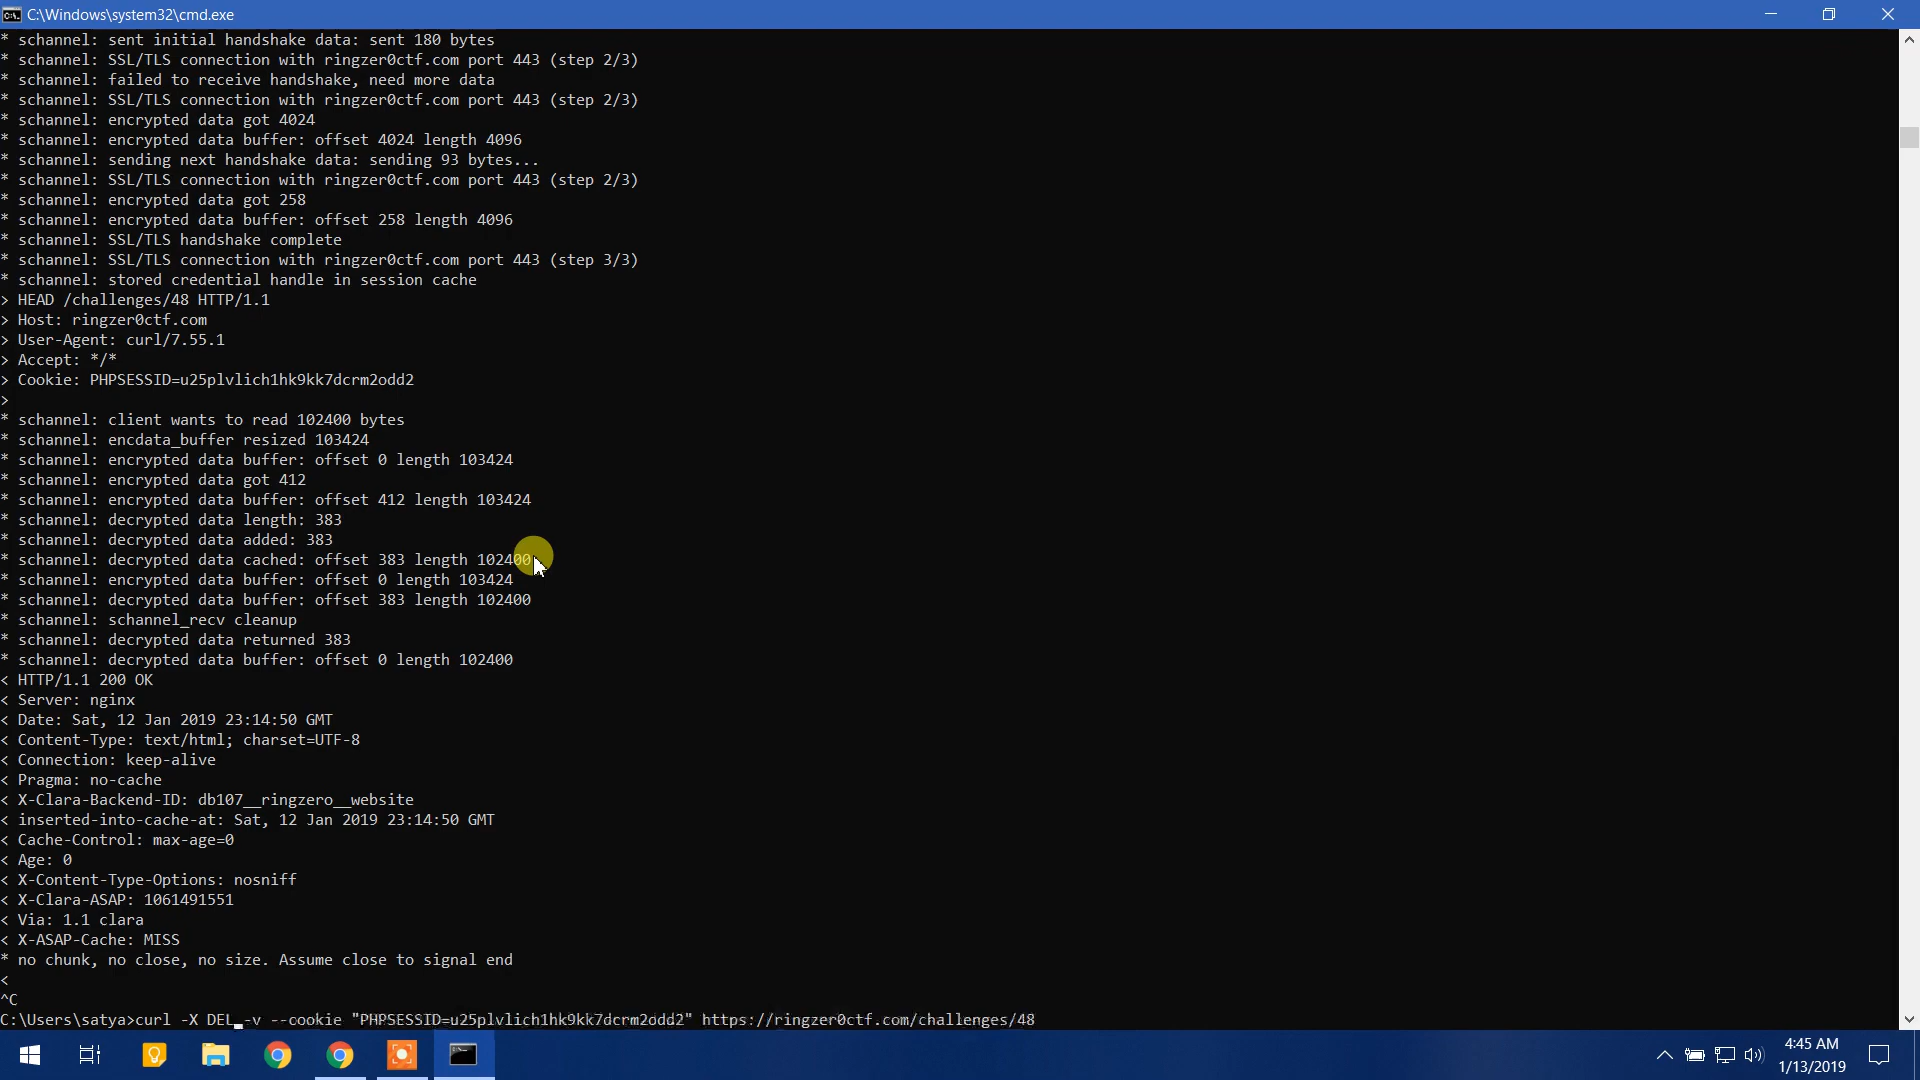 C:\Windows\system32\cmd.exe
* schannel: sent initial handshake data: sent 180 bytes
* schannel: SSL/TLS connection with ringzer0ctf.com port 443 (step 2/3)
* schannel: failed to receive handshake, need more data
* schannel: SSL/TLS connection with ringzer0ctf.com port 443 (step 2/3)
* schannel: encrypted data got 4024
* schannel: encrypted data buffer: offset 4024 length 4096
* schannel: sending next handshake data: sending 93 bytes...
* schannel: SSL/TLS connection with ringzer0ctf.com port 443 (step 2/3)
* schannel: encrypted data got 258
* schannel: encrypted data buffer: offset 258 length 4096
* schannel: SSL/TLS handshake complete
* schannel: SSL/TLS connection with ringzer0ctf.com port 443 (step 3/3)
* schannel: stored credential handle in session cache
> HEAD /challenges/48 HTTP/1.1
> Host: ringzer0ctf.com
> User-Agent: curl/7.55.1
> Accept: */*
> Cookie: PHPSESSID=u25plvlich1hk9kk7dcrm2odd2
>
* schannel: client wants to read 102400 bytes
* schannel: encdata_buffer resized 103424
* schannel: encrypted data buffer: offset 0 length 103424
* schannel: encrypted data got 412
* schannel: encrypted data buffer: offset 412 length 103424
* schannel: decrypted data length: 383
* schannel: decrypted data added: 383
* schannel: decrypted data cached: offset 383 length 102400
* schannel: encrypted data buffer: offset 0 length 103424
* schannel: decrypted data buffer: offset 383 length 102400
* schannel: schannel_recv cleanup
* schannel: decrypted data returned 383
* schannel: decrypted data buffer: offset 0 length 102400
< HTTP/1.1 200 OK
< Server: nginx
< Date: Sat, 12 Jan 2019 23:14:50 GMT
< Content-Type: text/html; charset=UTF-8
< Connection: keep-alive
< Pragma: no-cache
< X-Clara-Backend-ID: db107__ringzero__website
< inserted-into-cache-at: Sat, 12 Jan 2019 23:14:50 GMT
< Cache-Control: max-age=0
< Age: 0
< X-Content-Type-Options: nosniff
< X-Clara-ASAP: 1061491551
< Via: 1.1 clara
< X-ASAP-Cache: MISS
* no chunk, no close, no size. Assume close to signal end
<
^C
C:\Users\satya>curl -X DEL -v --cookie "PHPSESSID=u25plvlich1hk9kk7dcrm2odd2" https://ringzer0ctf.com/challenges/48
4:45 AM
1/13/2019